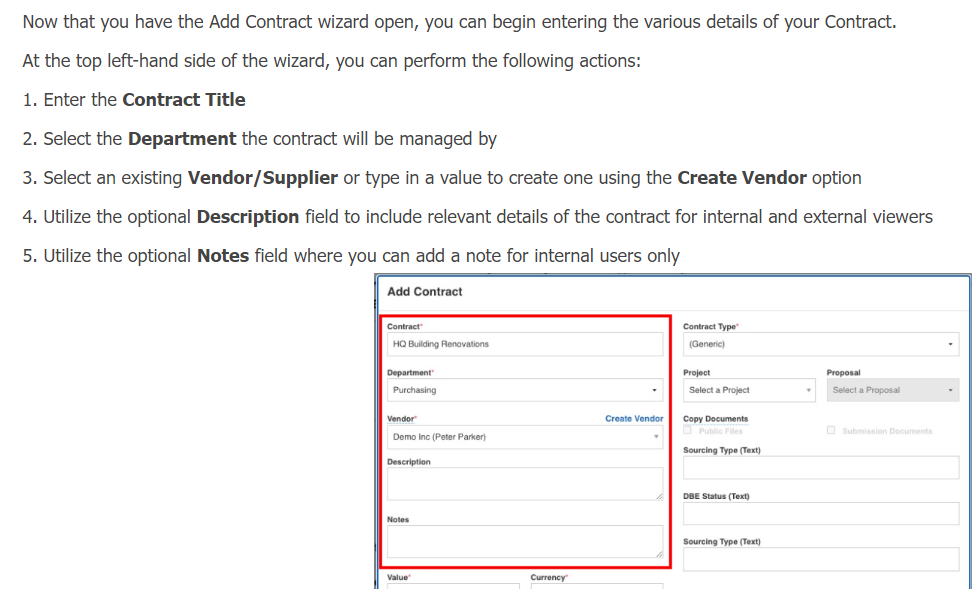 Now that you have the Add Contract wizard open, you can begin entering the various details of your Contract.
At the top left-hand side of the wizard, you can perform the following actions:
1. Enter the Contract Title
2. Select the Department the contract will be managed by
3. Select an existing Vendor/Supplier or type in a value to create one using the Create Vendor option
4. Utilize the optional Description field to include relevant details of the contract for internal and external viewers
5. Utilize the optional Notes field where you can add a note for internal users only
Add Contract
Contract*
HQ Building Renovations
Department*
Purchasing
Vendor* Create Vendor
Demo Inc (Peter Parker)
Description
Notes
Value* Currency*
Contract Type*
(Generic)
Project Proposal
Select a Project Select a Proposal
Copy Documents
Public Files Submission Documents
Sourcing Type (Text)
DBE Status (Text)
Sourcing Type (Text)